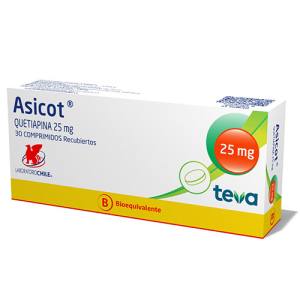 Asicot®
QUETIAPINA 25 mg
30 COMPRIMIDOS Recubiertos
LABORATORIO CHILE®
25 mg
teva
B Bioequivalente